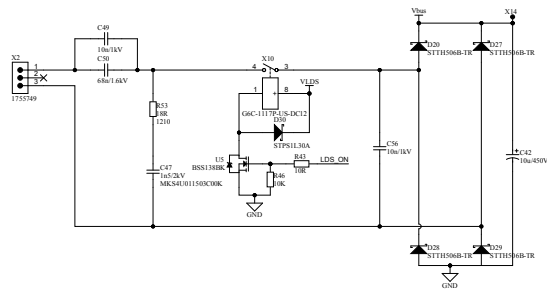 C49
10n/1kV
C50
68n/1.6kV
X2
1
2
3
1755749
R53
18R
1210
C47
1n5/2kV
MKS4U011503C00K
X10
4
3
1
8
G6C-1117P-US-DC12
VLDS
D30
STPS1L30A
U5
BSS138BK
R43
10R
LDS_ON
R46
10K
GND
C56
10n/1kV
Vbus
X14
D20
STTH506B-TR
D27
STTH506B-TR
C42
10u/450V
D28
STTH506B-TR
D29
STTH506B-TR
GND